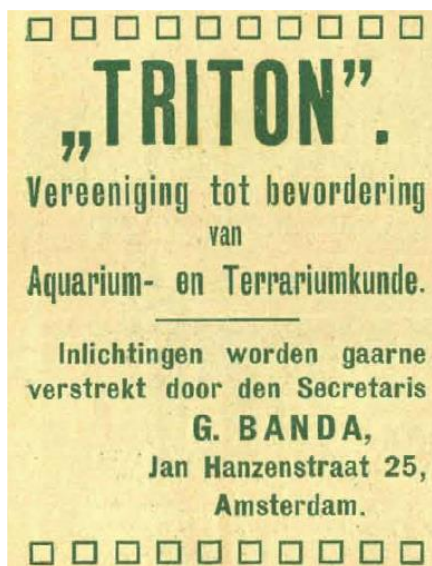 „TRITON”.
Vereeniging tot bevordering
van
Aquarium- en Terrariumkunde.
Inlichtingen worden gaarne
verstrekt door den Secretaris
G. BANDA,
Jan Hanzenstraat 25,
Amsterdam.